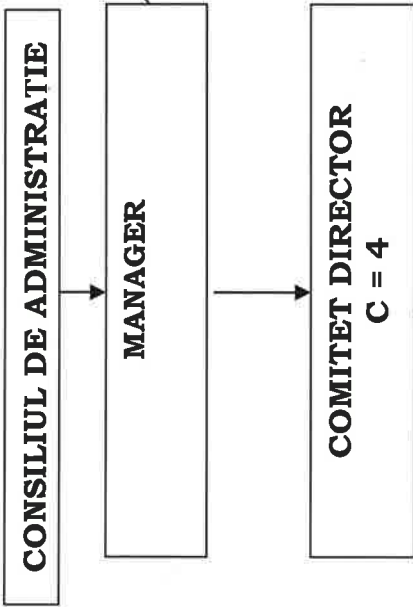 CONSILIUL DE ADMINISTRATIE
MANAGER
COMITET DIRECTOR
C = 4